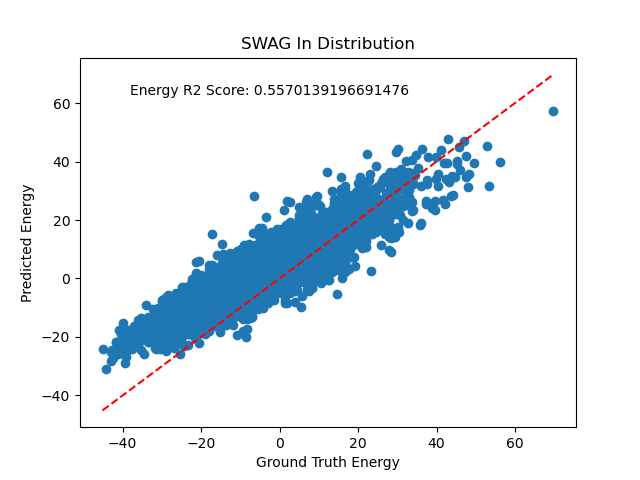 SWAG In Distribution
Energy R2 Score: 0.5570139196691476
Predicted Energy
60
40
20
0
−20
−40
−40 −20 0 20 40 60
Ground Truth Energy